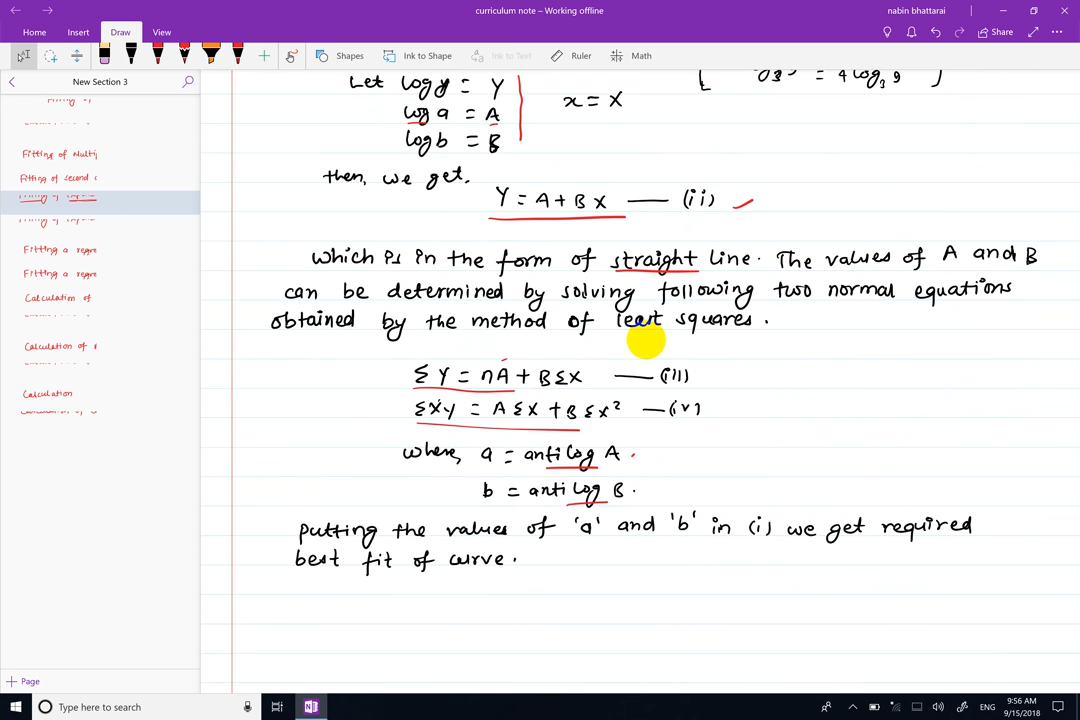 curriculum note – Working offline
nabin bhattarai
Home
Insert
Draw
View
Share
Shapes
Ink to Shape
Ink to Text
Ruler
Math
New Section 3
Fitting of Multip
Fitting of second c
Fitting a regre
Fitting a regre
Calculation of
Calculation of
Calculation
Page
Let log y = Y
log a = A
log b = B
x = X
then, we get,
Y = A + B X —— (ii)
which is in the form of straight line. The values of A and B
can be determined by solving following two normal equations
obtained by the method of least squares.
ΣY = nA + BΣX —— (iii)
ΣXY = AΣX + BΣX² — (iv)
where, a = antilog A .
b = antilog B .
putting the values of 'a' and 'b' in (i) we get required
best fit of curve .
Type here to search
ENG
9:56 AM
9/15/2018